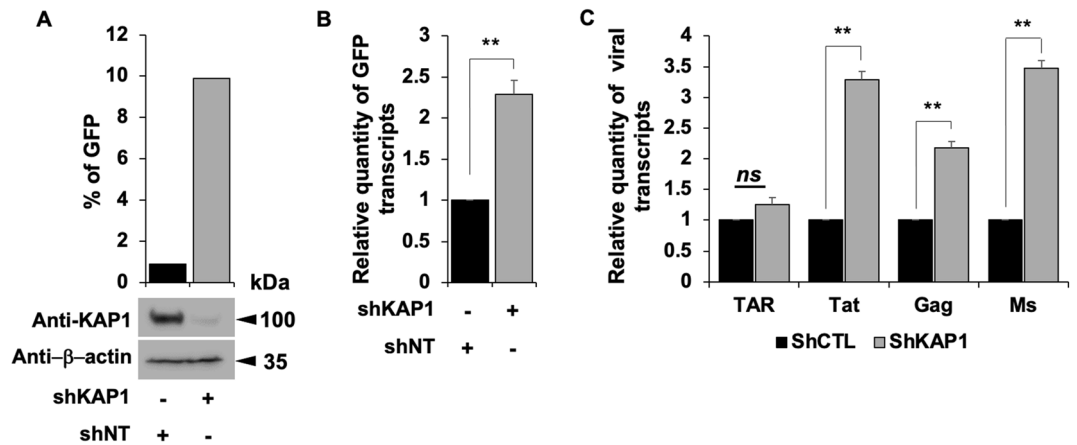 A
% of GFP
12
10
8
6
4
2
0
kDa
Anti-KAP1
100
Anti–β–actin
35
shKAP1 - +
shNT + -
B
Relative quantity of GFP
transcripts
3
2.5
2
1.5
1
0.5
0
**
shKAP1 - +
shNT + -
C
Relative quantity of viral
transcripts
4
3.5
3
2.5
2
1.5
1
0.5
0
ns
**
**
**
TAR Tat Gag Ms
ShCTL ShKAP1